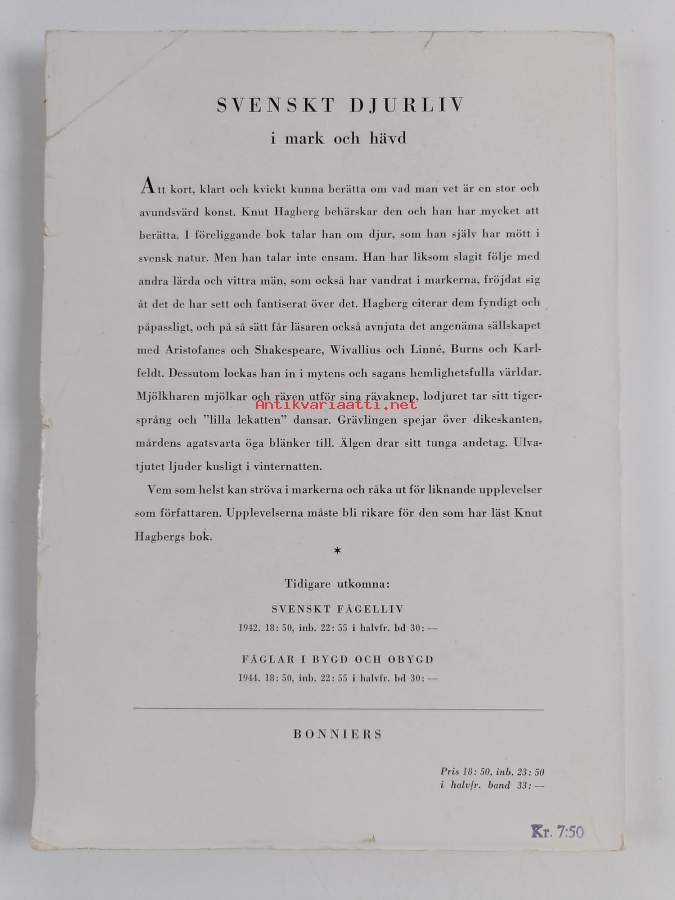 SVENSKT DJURLIV
i mark och hävd
Att kort, klart och kvickt kunna berätta om vad man vet är en stor och
avundsvärd konst. Knut Hagberg behärskar den och han har mycket att
berätta. I föreliggande bok talar han om djur, som han själv har mött i
svensk natur. Men han talar inte ensam. Han har liksom slagit följe med
andra lärda och vittra män, som också har vandrat i markerna, fröjdat sig
åt det de har sett och fantiserat över det. Hagberg citerar dem fyndigt och
påpassligt, och på så sätt får läsaren också avnjuta det angenäma sällskapet
med Aristofanes och Shakespeare, Wivallius och Linné, Burns och Karl-
feldt. Dessutom lockas han in i mytens och sagans hemlighetsfulla världar.
Mjölkharen mjölkar och räven utför sina rävaknep, lodjuret tar sitt tiger-
Antikvariaatti.net
språng och ”lilla lekatten” dansar. Grävlingen spejar över dikeskanten,
mårdens agatsvarta öga blänker till. Älgen drar sitt tunga andetag. Ulva-
tjutet ljuder kusligt i vinternatten.
Vem som helst kan ströva i markerna och råka ut för liknande upplevelser
som författaren. Upplevelserna måste bli rikare för den som har läst Knut
Hagbergs bok.
*
Tidigare utkomna:
SVENSKT FÅGELLIV
1942. 18: 50, inb. 22: 55 i halvfr. bd 30: —
FÅGLAR I BYGD OCH OBYGD
1944. 18: 50, inb. 22: 55 i halvfr. bd 30: —
BONNIERS
Pris 18: 50, inb. 23: 50
i halvfr. band 33: —
Kr. 7:50